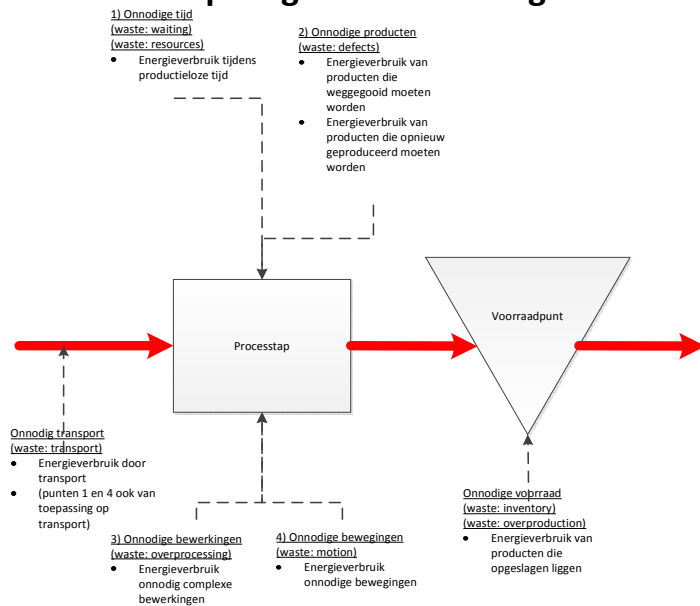 1) Onnodige tijd
(waste: waiting)
(waste: resources)
• Energieverbruik tijdens
productieloze tijd
2) Onnodige producten
(waste: defects)
• Energieverbruik van
producten die
weggegooid moeten
worden
• Energieverbruik van
producten die opnieuw
geproduceerd moeten
worden
Processtap
Voorraadpunt
Onnodig transport
(waste: transport)
• Energieverbruik door
transport
• (punten 1 en 4 ook van
toepassing op
transport)
3) Onnodige bewerkingen
(waste: overprocessing)
• Energieverbruik
onnodig complexe
bewerkingen
4) Onnodige bewegingen
(waste: motion)
• Energieverbruik
onnodige bewegingen
Onnodige voorraad
(waste: inventory)
(waste: overproduction)
• Energieverbruik van
producten die
opgeslagen liggen